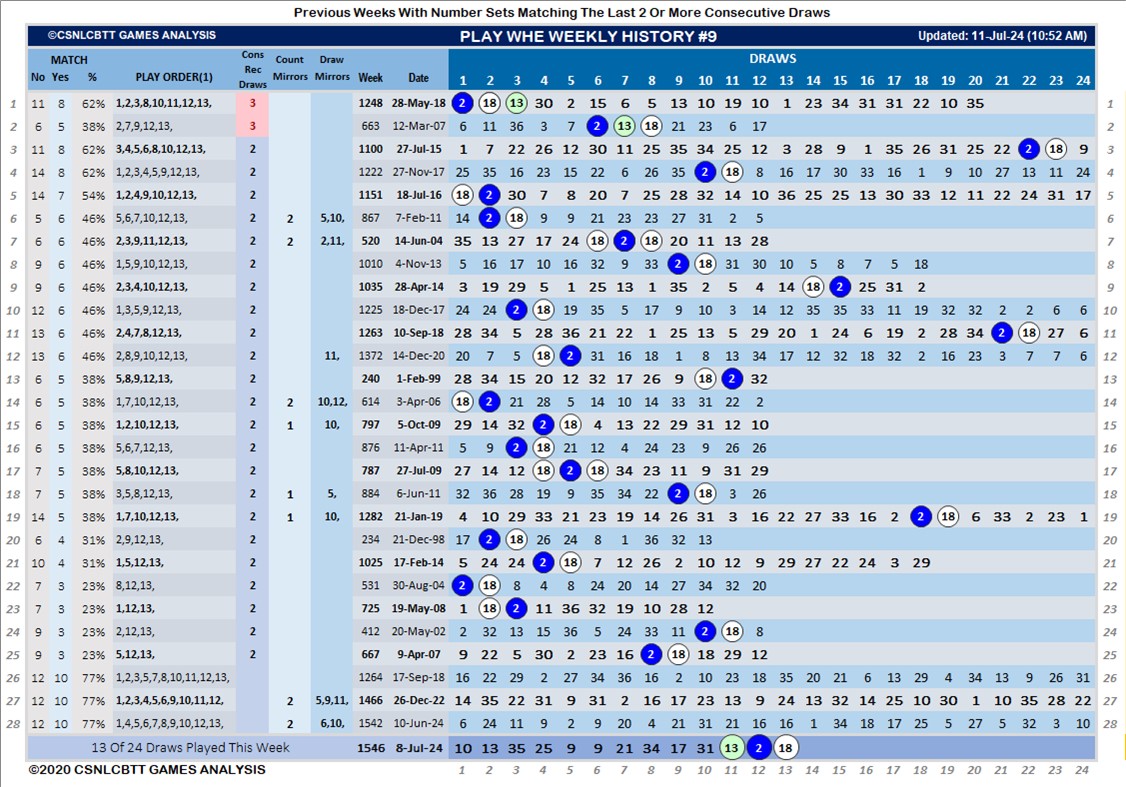 Previous Weeks With Number Sets Matching The Last 2 Or More Consecutive Draws
©CSNLCBTT GAMES ANALYSIS PLAY WHE WEEKLY HISTORY #9 Updated: 11-Jul-24 (10:52 AM)
MATCH Cons Rec Draws Count Mirrors Draw Mirrors DRAWS
No Yes % PLAY ORDER(1) Week Date 1 2 3 4 5 6 7 8 9 10 11 12 13 14 15 16 17 18 19 20 21 22 23 24
1 11 8 62% 1,2,3,8,10,11,12,13, 3 1248 28-May-18 2 18 13 30 2 15 6 5 13 10 19 10 1 23 34 31 31 22 10 35 1
2 6 5 38% 2,7,9,12,13, 3 663 12-Mar-07 6 11 36 3 7 2 13 18 21 23 6 17 2
3 11 8 62% 3,4,5,6,8,10,12,13, 2 1100 27-Jul-15 1 7 22 26 12 30 11 25 35 34 25 12 3 28 9 1 35 26 31 25 22 2 18 9 3
4 14 8 62% 1,2,3,4,5,9,12,13, 2 1222 27-Nov-17 25 35 16 23 15 22 6 26 35 2 18 8 16 17 30 33 16 1 9 10 27 13 11 24 4
5 14 7 54% 1,2,4,9,10,12,13, 2 1151 18-Jul-16 18 2 30 7 8 20 7 25 28 32 14 10 36 25 25 13 30 33 12 11 22 24 31 17 5
6 5 6 46% 5,6,7,10,12,13, 2 2 5,10, 867 7-Feb-11 14 2 18 9 9 21 23 23 27 31 2 5 6
7 6 6 46% 2,3,9,11,12,13, 2 2 2,11, 520 14-Jun-04 35 13 27 17 24 18 2 18 20 11 13 28 7
8 9 6 46% 1,5,9,10,12,13, 2 1010 4-Nov-13 5 16 17 10 16 32 9 33 2 18 31 30 10 5 8 7 5 18 8
9 9 6 46% 2,3,4,10,12,13, 2 1035 28-Apr-14 3 19 29 5 1 25 13 1 35 2 5 4 14 18 2 25 31 2 9
10 12 6 46% 1,3,5,9,12,13, 2 1225 18-Dec-17 24 24 2 18 19 35 5 17 9 10 3 14 12 35 35 33 11 19 32 32 2 2 6 6 10
11 13 6 46% 2,4,7,8,12,13, 2 1263 10-Sep-18 28 34 5 28 36 21 22 1 25 13 5 29 20 1 24 6 19 2 28 34 2 18 27 6 11
12 13 6 46% 2,8,9,10,12,13, 2 11, 1372 14-Dec-20 20 7 5 18 2 31 16 18 1 8 13 34 17 12 32 18 32 2 16 23 3 7 7 6 12
13 6 5 38% 5,8,9,12,13, 2 240 1-Feb-99 28 34 15 20 12 32 17 26 9 18 2 32 13
14 6 5 38% 1,7,10,12,13, 2 2 10,12, 614 3-Apr-06 18 2 21 28 5 14 10 14 33 31 22 2 14
15 6 5 38% 1,2,10,12,13, 2 1 10, 797 5-Oct-09 29 14 32 2 18 4 13 22 29 31 12 10 15
16 6 5 38% 5,6,7,12,13, 2 876 11-Apr-11 5 9 2 18 21 12 4 24 23 9 26 26 16
17 7 5 38% 5,8,10,12,13, 2 787 27-Jul-09 27 14 12 18 2 18 34 23 11 9 31 29 17
18 7 5 38% 3,5,8,12,13, 2 1 5, 884 6-Jun-11 32 36 28 19 9 35 34 22 2 18 3 26 18
19 14 5 38% 1,7,10,12,13, 2 1 10, 1282 21-Jan-19 4 10 29 33 21 23 19 14 26 31 3 16 22 27 33 16 2 2 18 6 33 2 23 1 19
20 6 4 31% 2,9,12,13, 2 234 21-Dec-98 17 2 18 26 24 8 1 36 32 13 20
21 10 4 31% 1,5,12,13, 2 1025 17-Feb-14 5 24 24 2 18 7 12 26 2 10 12 9 29 27 22 24 3 29 21
22 7 3 23% 8,12,13, 2 531 30-Aug-04 2 18 8 4 8 24 20 14 27 34 32 20 22
23 7 3 23% 1,12,13, 2 725 19-May-08 1 18 2 11 36 32 19 10 28 12 23
24 9 3 23% 2,12,13, 2 412 20-May-02 2 32 13 15 36 5 24 33 11 2 18 8 24
25 9 3 23% 5,12,13, 2 667 9-Apr-07 9 22 5 30 2 23 16 2 18 18 29 12 25
26 12 10 77% 1,2,3,5,7,8,10,11,12,13, 1264 17-Sep-18 16 22 29 2 27 34 36 16 2 10 23 18 35 20 21 6 13 29 4 34 13 9 26 31 26
27 12 10 77% 1,2,3,4,5,6,9,10,11,12, 2 5,9,11, 1466 26-Dec-22 14 35 22 9 31 2 16 17 23 13 9 24 13 32 14 25 10 30 1 10 35 28 22 27
28 12 10 77% 1,4,5,6,7,8,9,10,12,13, 2 6,10, 1542 10-Jun-24 6 24 11 9 2 9 20 4 21 31 21 16 16 1 34 18 17 25 5 27 5 32 3 10 28
13 Of 24 Draws Played This Week 1546 8-Jul-24 10 13 35 25 9 9 21 34 17 31 13 2 18
©2020 CSNLCBTT GAMES ANALYSIS 1 2 3 4 5 6 7 8 9 10 11 12 13 14 15 16 17 18 19 20 21 22 23 24